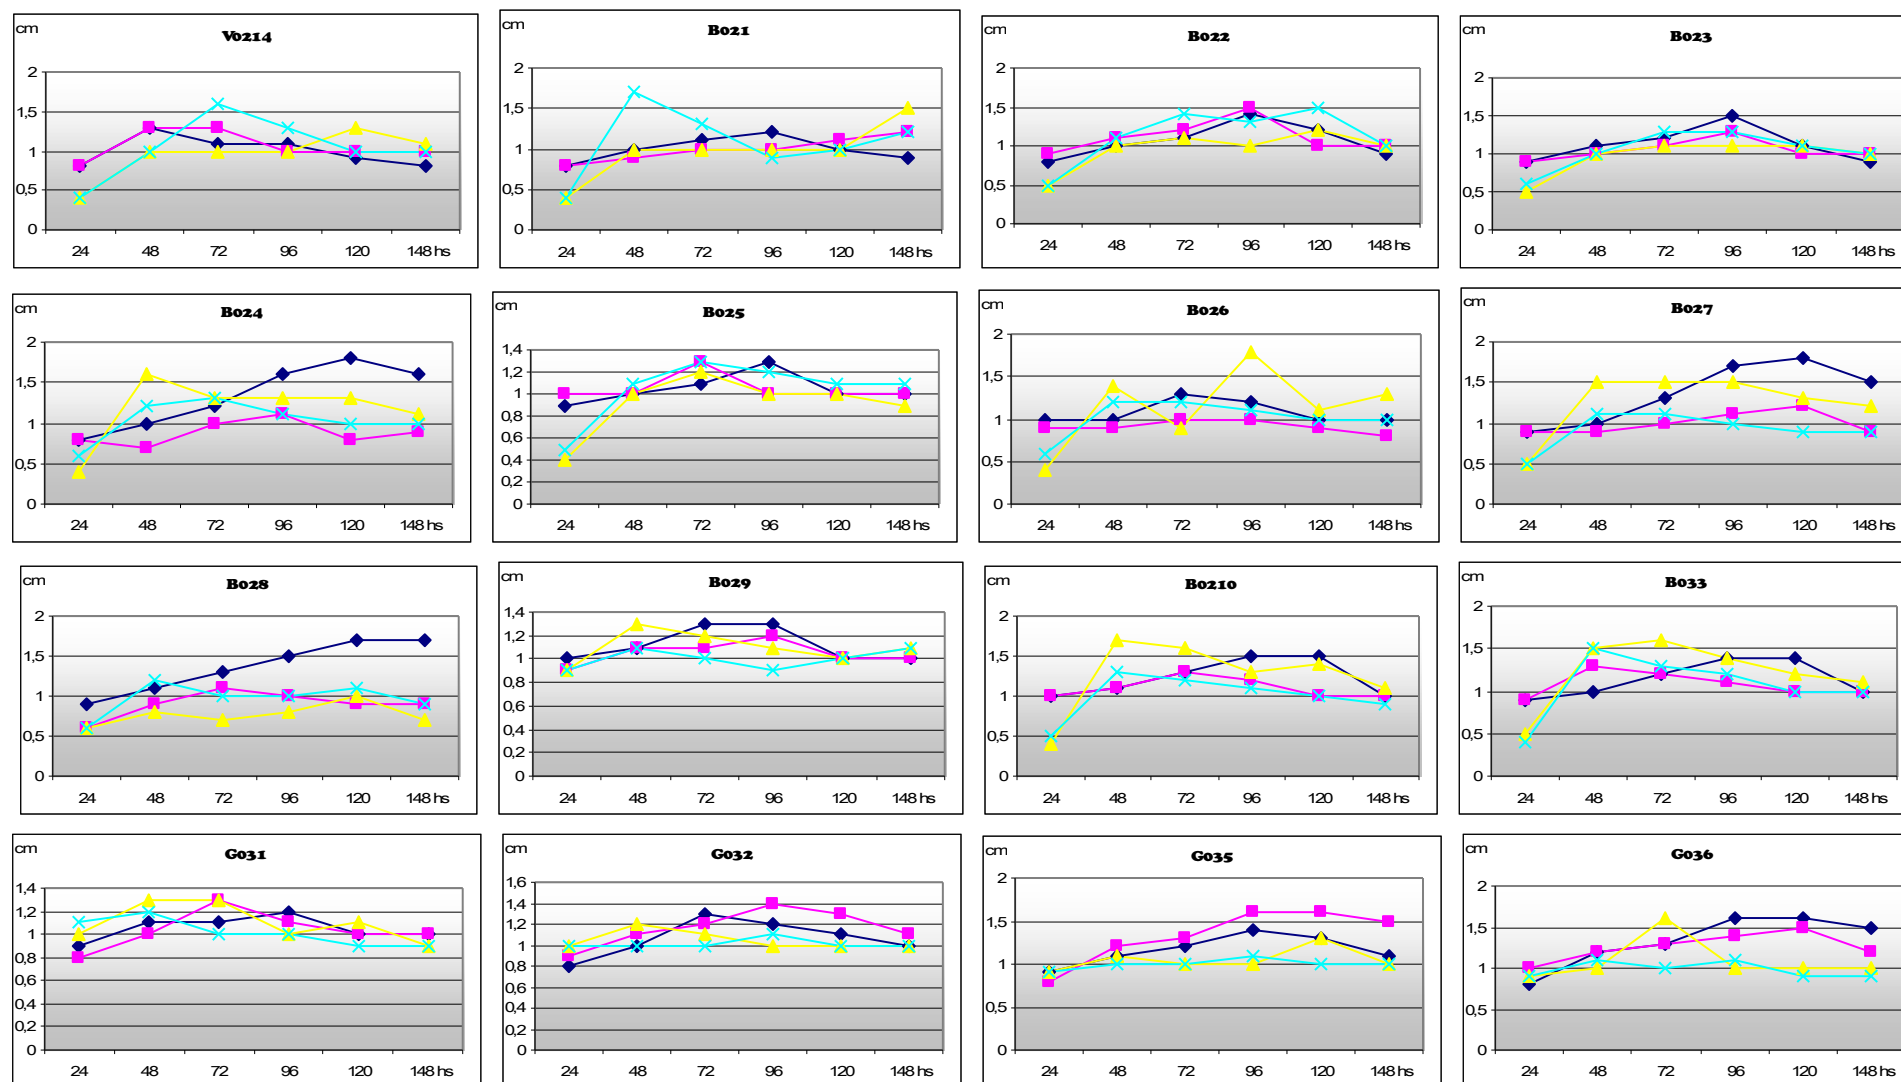 cm
Vo214
2
1,5
1
0,5
0
24 48 72 96 120 148 hs
cm
Bo21
2
1,5
1
0,5
0
24 48 72 96 120 148 hs
cm
Bo22
2
1,5
1
0,5
0
24 48 72 96 120 148 hs
cm
Bo23
2
1,5
1
0,5
0
24 48 72 96 120 148 hs
cm
Bo24
2
1,5
1
0,5
0
24 48 72 96 120 148 hs
cm
Bo25
1,4
1,2
1
0,8
0,6
0,4
0,2
0
24 48 72 96 120 148 hs
cm
Bo26
2
1,5
1
0,5
0
24 48 72 96 120 148 hs
cm
Bo27
2
1,5
1
0,5
0
24 48 72 96 120 148 hs
cm
Bo28
2
1,5
1
0,5
0
24 48 72 96 120 148 hs
cm
Bo29
1,4
1,2
1
0,8
0,6
0,4
0,2
0
24 48 72 96 120 148 hs
cm
Bo210
2
1,5
1
0,5
0
24 48 72 96 120 148 hs
cm
Bo33
2
1,5
1
0,5
0
24 48 72 96 120 148 hs
cm
Go31
1,4
1,2
1
0,8
0,6
0,4
0,2
0
24 48 72 96 120 148 hs
cm
Go32
1,6
1,4
1,2
1
0,8
0,6
0,4
0,2
0
24 48 72 96 120 148 hs
cm
Go35
2
1,5
1
0,5
0
24 48 72 96 120 148 hs
cm
Go36
2
1,5
1
0,5
0
24 48 72 96 120 148 hs